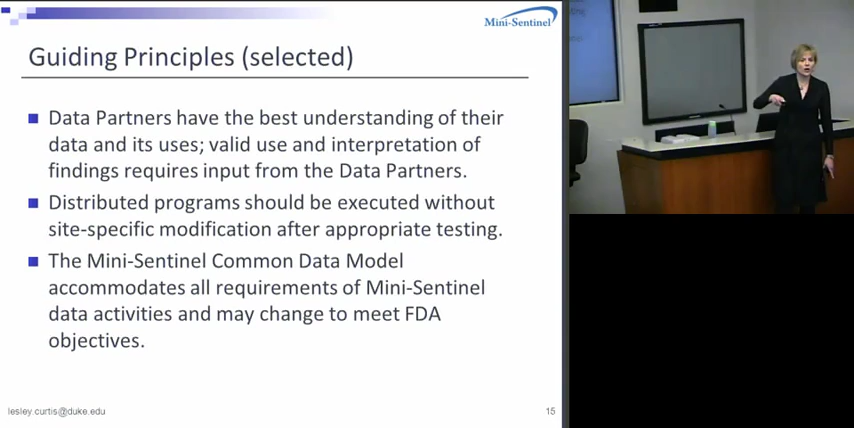 Mini-Sentinel
Guiding Principles (selected)
Data Partners have the best understanding of their
data and its uses; valid use and interpretation of
findings requires input from the Data Partners.
Distributed programs should be executed without
site-specific modification after appropriate testing.
The Mini-Sentinel Common Data Model
accommodates all requirements of Mini-Sentinel
data activities and may change to meet FDA
objectives.
lesley.curtis@duke.edu
15